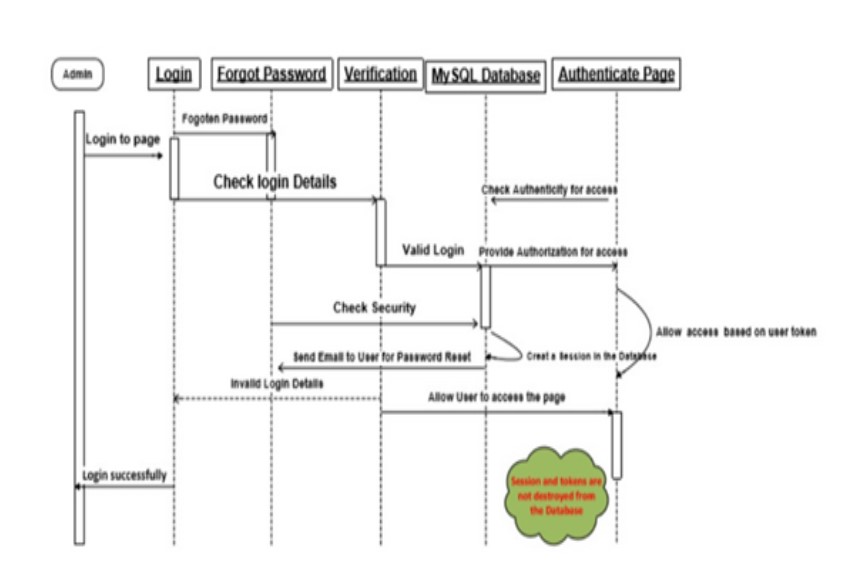 Admin
Login
Forgot Password
Verification
MySQL Database
Authenticate Page
Fogoten Password
Login to page
Check login Details
Check Authenticity for access
Valid Login
Provide Authorization for access
Check Security
Allow access based on user token
Send Email to User for Password Reset
Creat a Session in the Database
Invalid Login Details
Allow User to access the page
Login successfully
Session and tokens are
not destroyed from
the Database